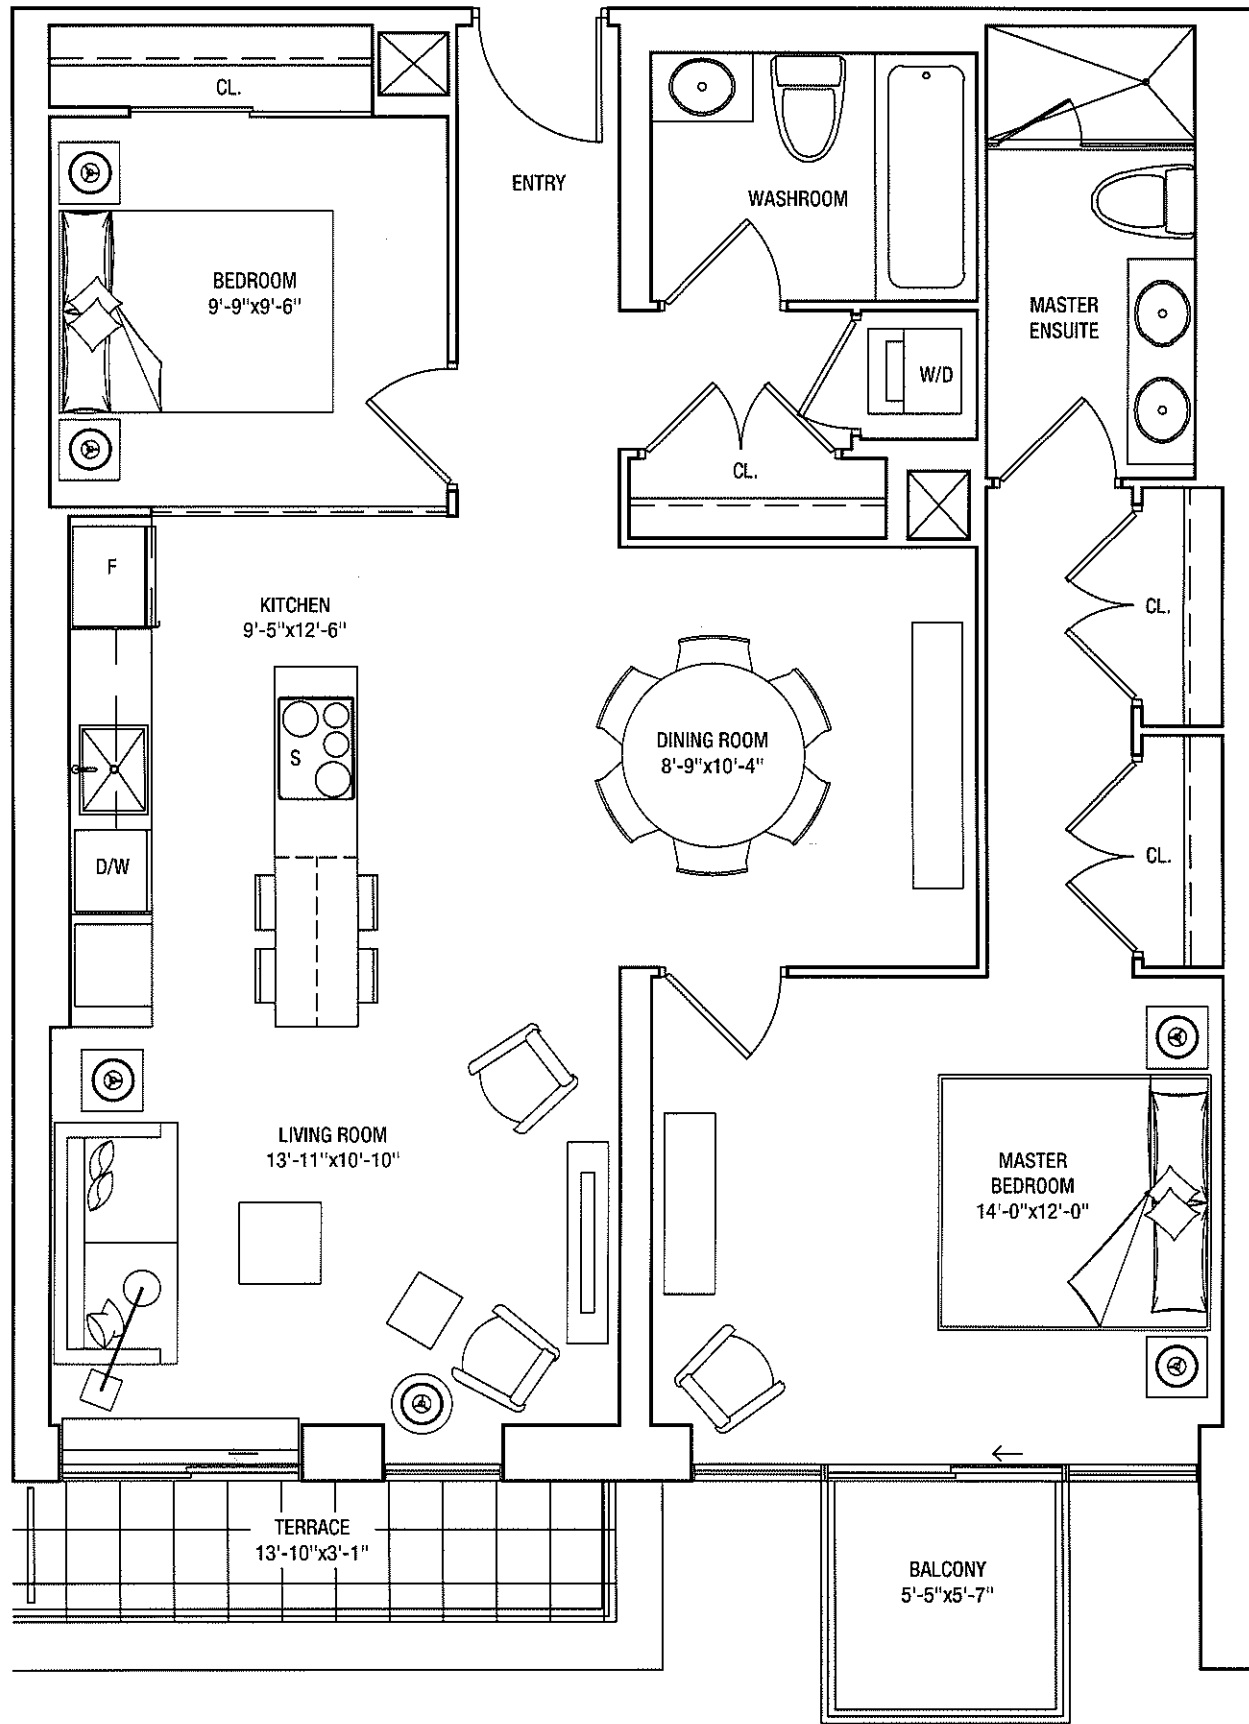 CL.
ENTRY
WASHROOM
BEDROOM
9'-9"x9'-6"
MASTER
ENSUITE
W/D
CL.
F
KITCHEN
9'-5"x12'-6"
CL.
DINING ROOM
8'-9"x10'-4"
S
D/W
CL.
LIVING ROOM
13'-11"x10'-10"
MASTER
BEDROOM
14'-0"x12'-0"
TERRACE
13'-10"x3'-1"
BALCONY
5'-5"x5'-7"